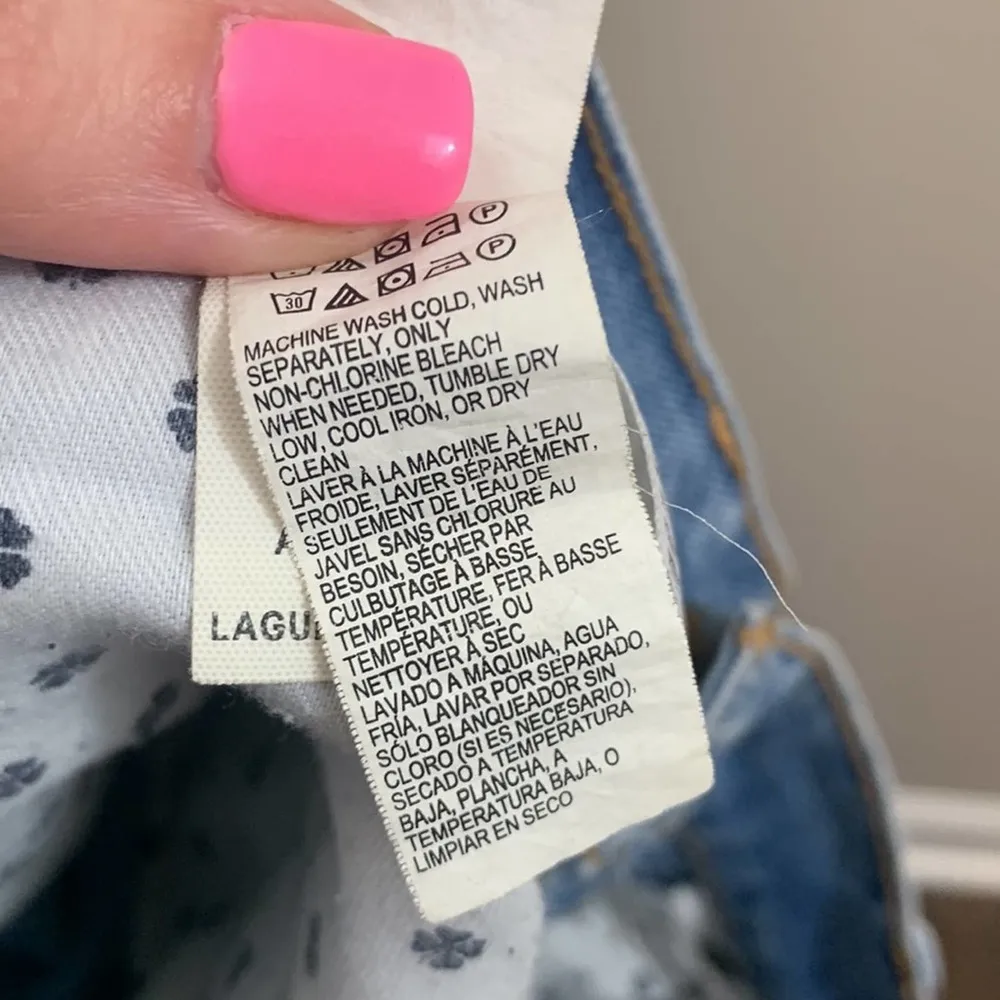 P
30 P
MACHINE WASH COLD, WASH
SEPARATELY, ONLY
NON-CHLORINE BLEACH
WHEN NEEDED, TUMBLE DRY
LOW, COOL IRON, OR DRY
CLEAN
LAVER À LA MACHINE À L'EAU
FROIDE, LAVER SÉPARÉMENT,
SEULEMENT DE L'EAU DE
JAVEL SANS CHLORURE AU
BESOIN, SÉCHER PAR
CULBUTAGE À BASSE
TEMPÉRATURE, FER À BASSE
TEMPÉRATURE, OU
NETTOYER À SEC
LAVADO A MÁQUINA, AGUA
FRÍA, LAVAR POR SEPARADO,
SÓLO BLANQUEADOR SIN
CLORO (SI ES NECESARIO),
SECADO A TEMPERATURA
BAJA, PLANCHA, A
TEMPERATURA BAJA, O
LIMPIAR EN SECO
LAGU